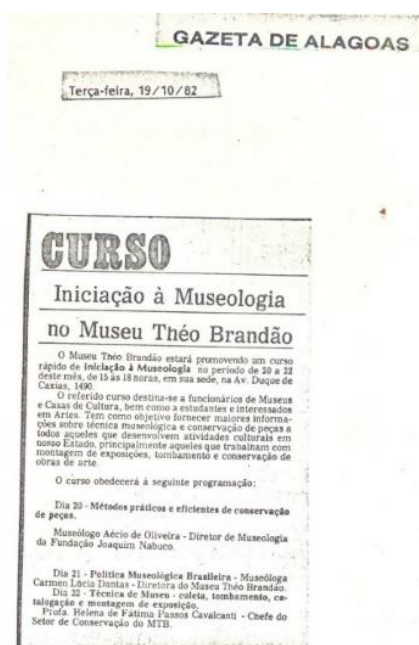 GAZETA DE ALAGOAS
Terça-feira, 19/10/82
CURSO
Iniciação à Museologia
no Museu Théo Brandão
O Museu Théo Brandão estará promovendo um curso
rápido de Iniciação à Museologia no período de 20 a 22
deste mês, de 15 às 18 horas, em sua sede, na Av. Duque de
Caxias, 1490.
O referido curso destina-se a funcionários de Museus
e Casas de Cultura, bem como a estudantes e interessados
em Artes. Tem como objetivo fornecer maiores informa-
ções sobre técnica museológica e conservação de peças a
todos aqueles que desenvolvem atividades culturais em
nosso Estado, principalmente aqueles que trabalham com
montagem de exposições, tombamento e conservação de
obras de arte.
O curso obedecerá à seguinte programação:
Dia 20 - Métodos práticos e eficientes de conservação
de peças.
Museólogo Aécio de Oliveira - Diretor de Museologia
da Fundação Joaquim Nabuco.
Dia 21 - Política Museológica Brasileira - Museóloga
Carmen Lúcia Dantas - Diretora do Museu Théo Brandão.
Dia 22 - Técnica de Museu - coleta, tombamento, ca-
talogação e montagem de exposição.
Profa. Helena de Fátima Passos Cavalcanti - Chefe do
Setor de Conservação do MTB.